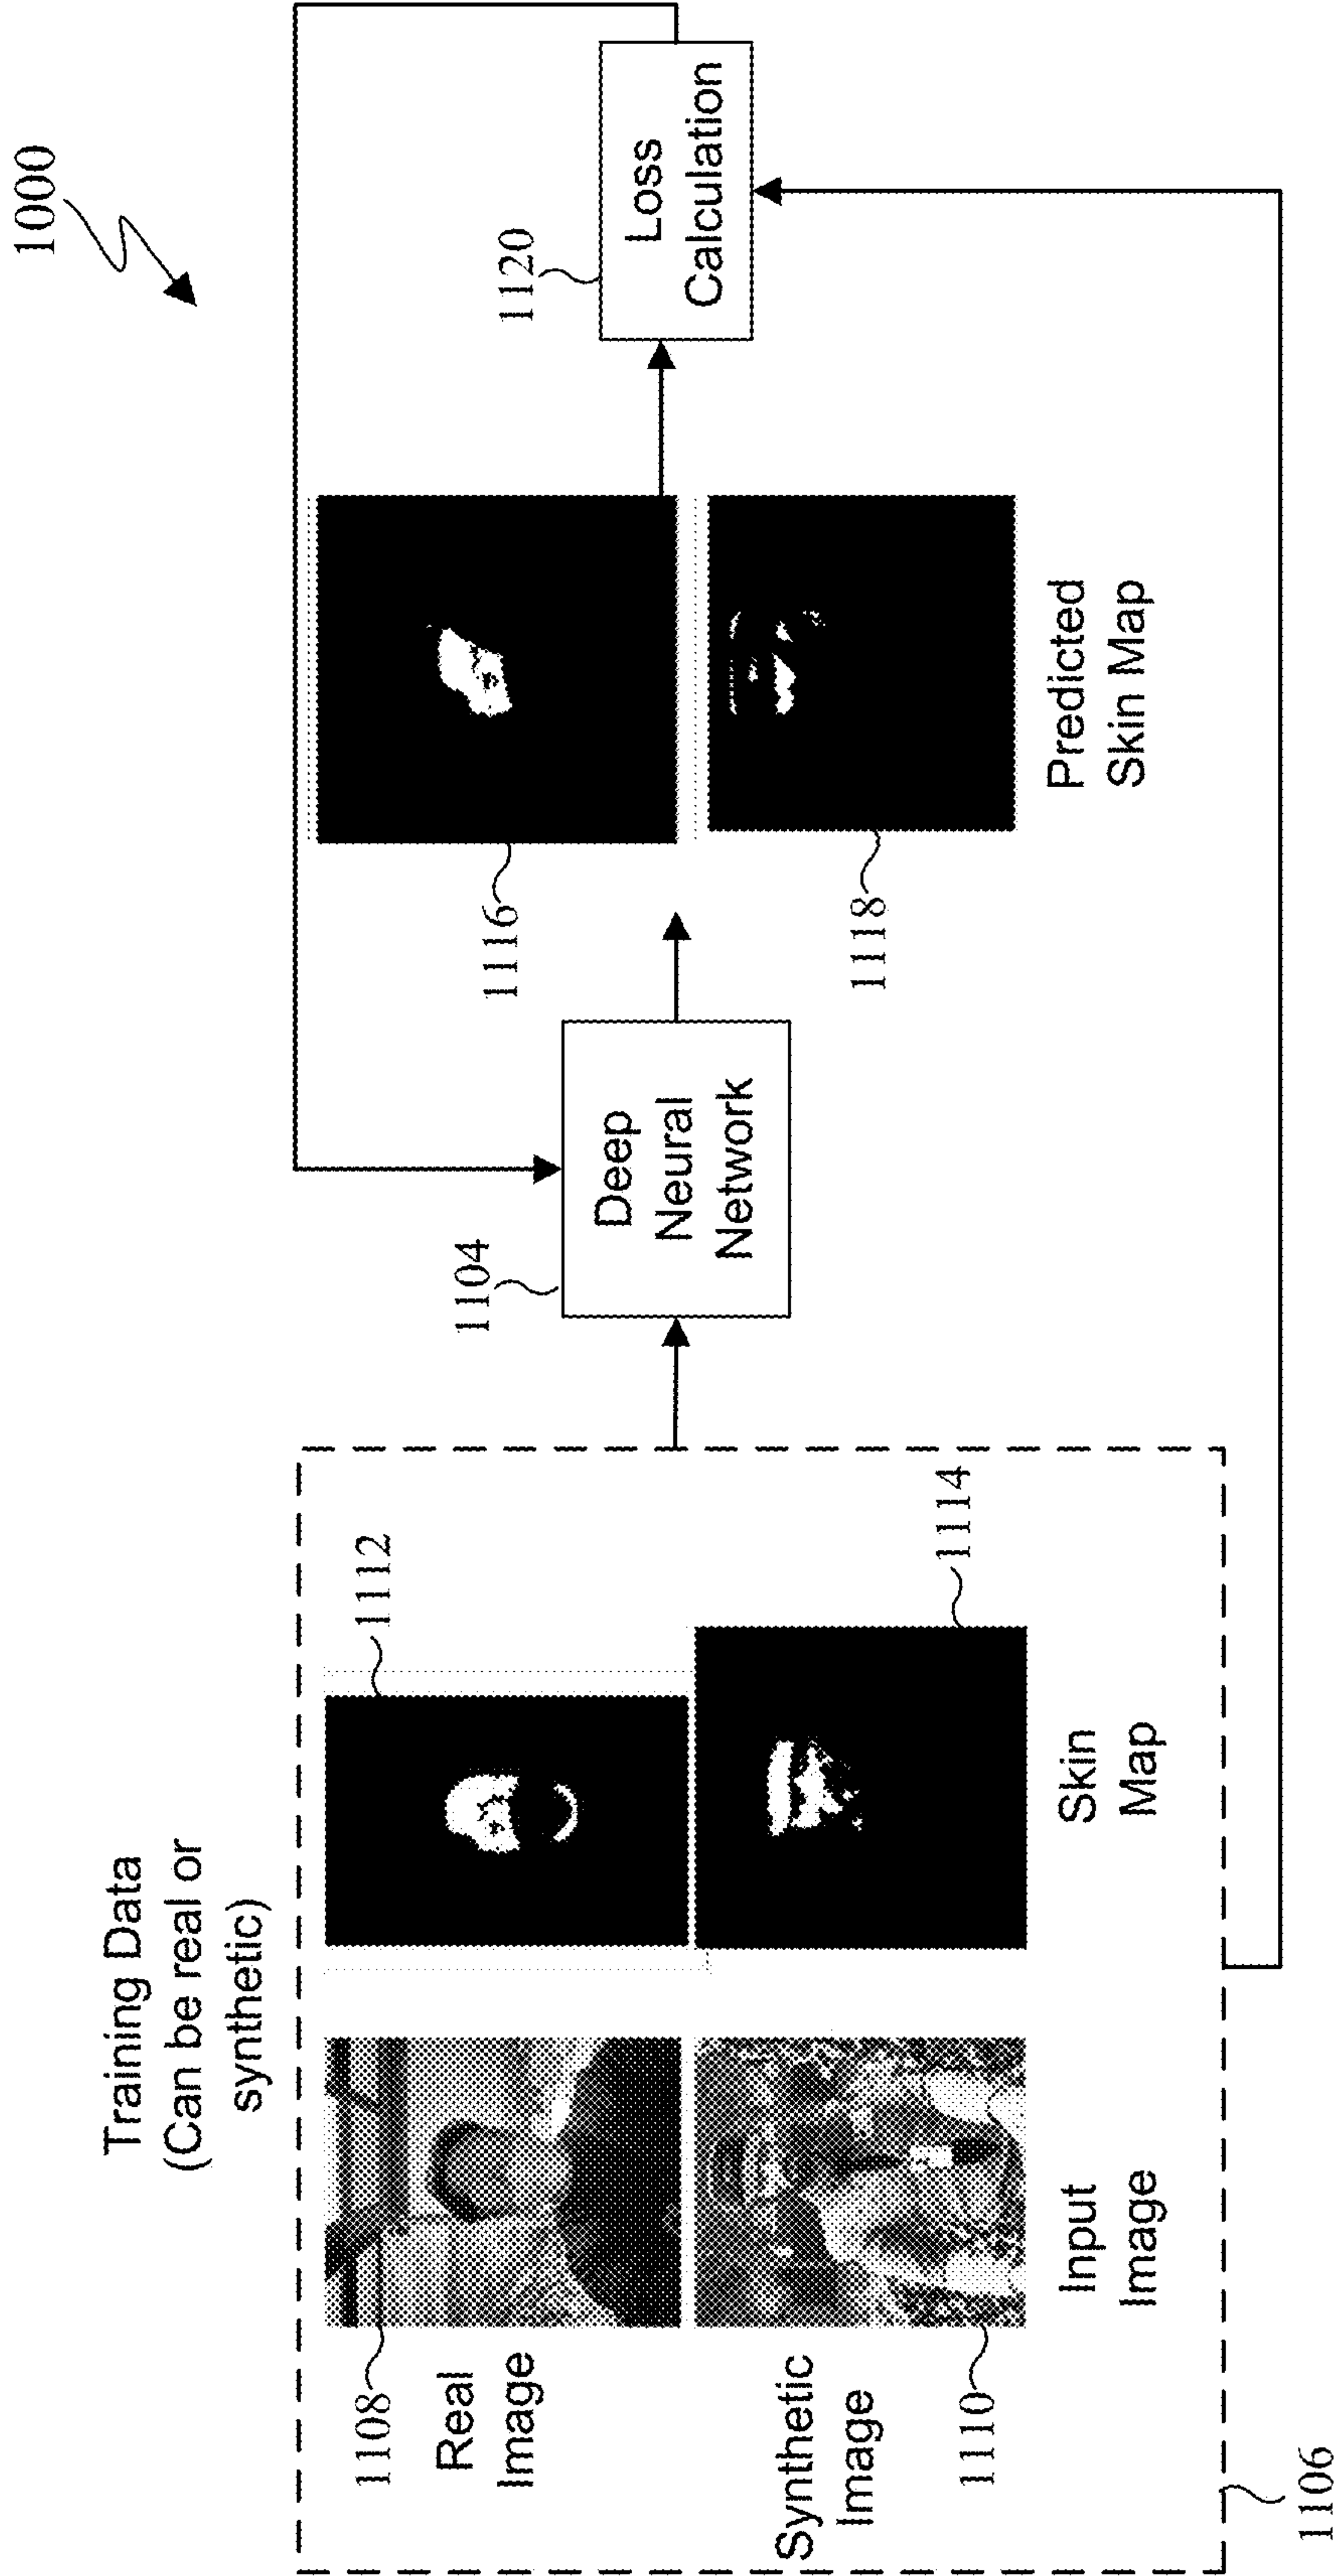 1000
Training Data
(Can be real or
synthetic)
1108
Real
Image
1112
1104
Deep
Neural
Network
1116
1120
Loss
Calculation
Synthetic
Image
1110
1114
1118
Input
Image
Skin
Map
Predicted
Skin Map
1106